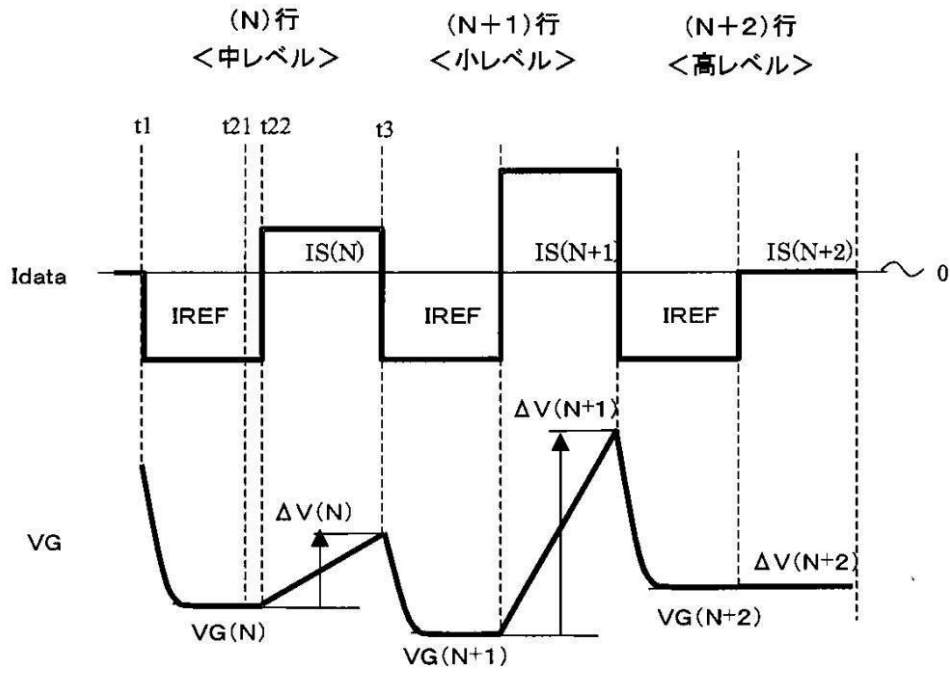 (N)行
<中レベル>
(N+1)行
<小レベル>
(N+2)行
<高レベル>
t1
t21
t22
t3
IS(N)
IS(N+1)
IS(N+2)
Idata
0
IREF
IREF
IREF
ΔV(N+1)
ΔV(N)
VG
ΔV(N+2)
VG(N)
VG(N+1)
VG(N+2)